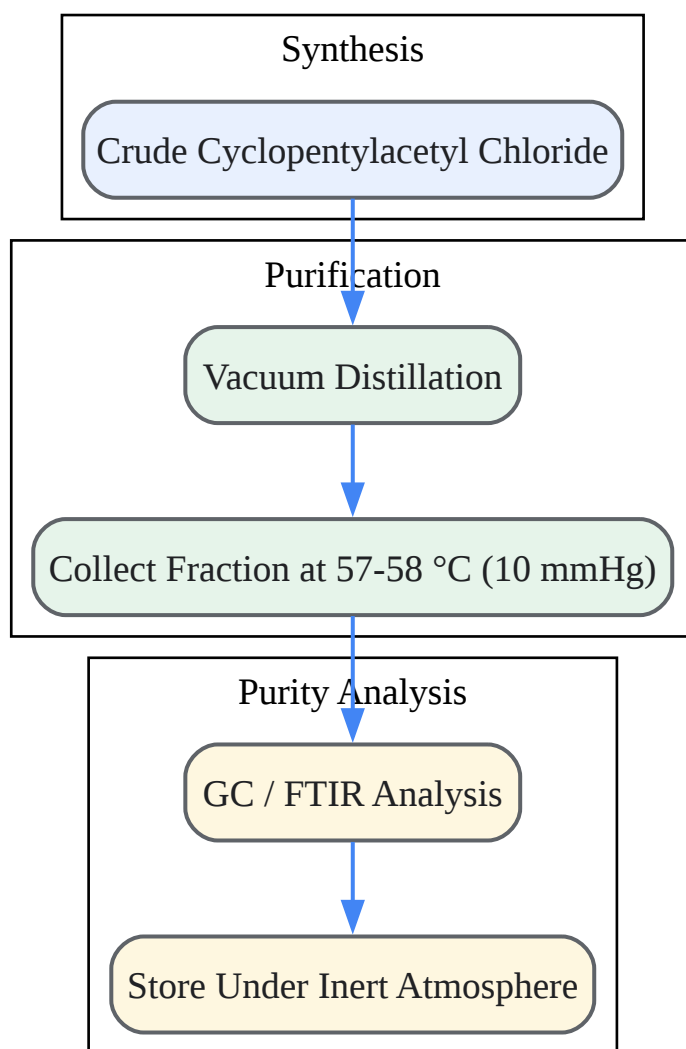 Synthesis
Crude Cyclopentylacetyl Chloride
Purification
Vacuum Distillation
Collect Fraction at 57-58 °C (10 mmHg)
Purity Analysis
GC / FTIR Analysis
Store Under Inert Atmosphere